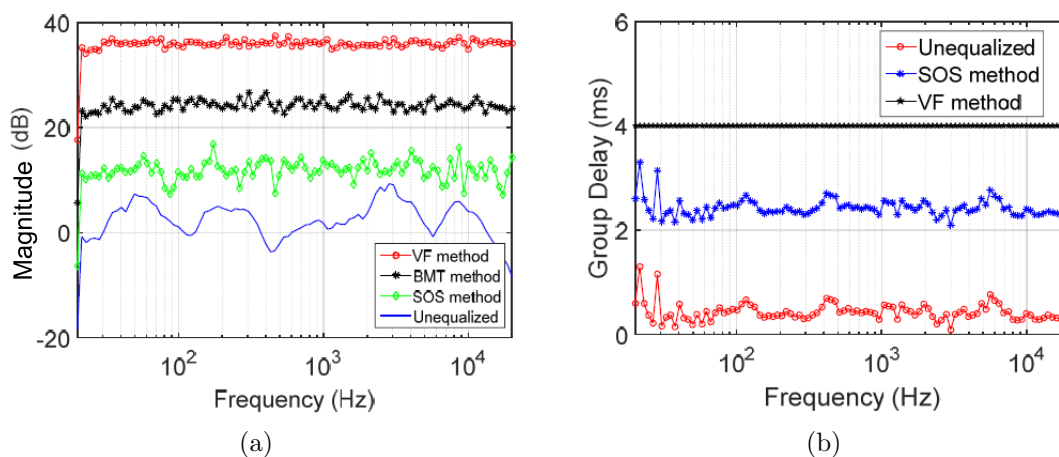 40
20
0
-20
Magnitude (dB)
VF method
BMT method
SOS method
Unequalized
10^2
10^3
10^4
Frequency (Hz)
(a)
6
4
2
0
Group Delay (ms)
Unequalized
SOS method
VF method
10^2
10^3
10^4
Frequency (Hz)
(b)